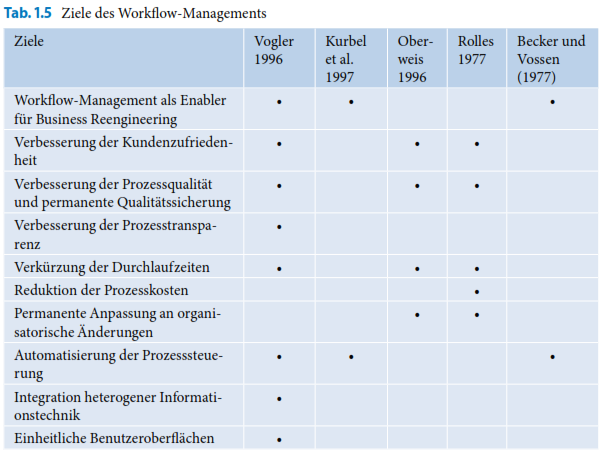 Tab. 1.5 Ziele des Workflow-Managements
Ziele Vogler 1996 Kurbel et al. 1997 Ober-weis 1996 Rolles 1977 Becker und Vossen (1977)
Workflow-Management als Enabler • • •
für Business Reengineering
Verbesserung der Kundenzufrieden- • • •
heit
Verbesserung der Prozessqualität • • •
und permanente Qualitätssicherung
Verbesserung der Prozesstranspa- •
renz
Verkürzung der Durchlaufzeiten • • •
Reduktion der Prozesskosten •
Permanente Anpassung an organi- • •
satorische Änderungen
Automatisierung der Prozesssteue- • • •
rung
Integration heterogener Informati- •
onstechnik
Einheitliche Benutzeroberflächen •